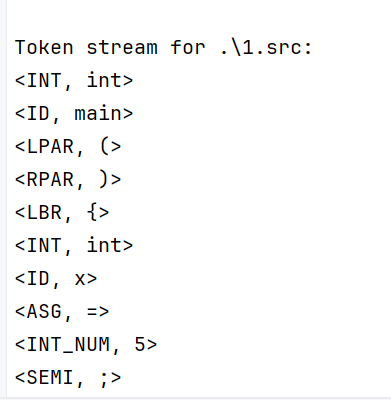 Token stream for .\1.src:
<INT, int>
<ID, main>
<LPAR, (>
<RPAR, )>
<LBR, {>
<INT, int>
<ID, x>
<ASG, =>
<INT_NUM, 5>
<SEMI, ;>